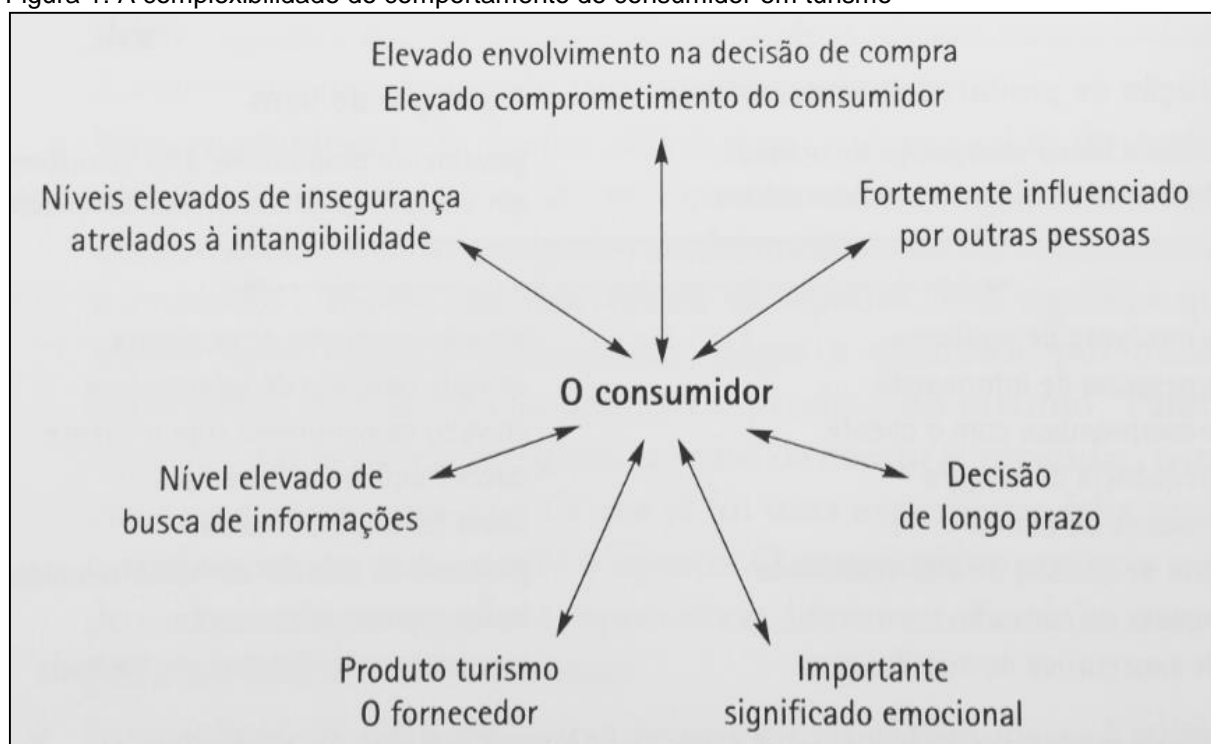 Figura 1: A complexibilidade do comportamento do consumidor em turismo
Elevado envolvimento na decisão de compra
Elevado comprometimento do consumidor
Níveis elevados de insegurança
atrelados à intangibilidade
Fortemente influenciado
por outras pessoas
O consumidor
Nível elevado de
busca de informações
Decisão
de longo prazo
Produto turismo
O fornecedor
Importante
significado emocional